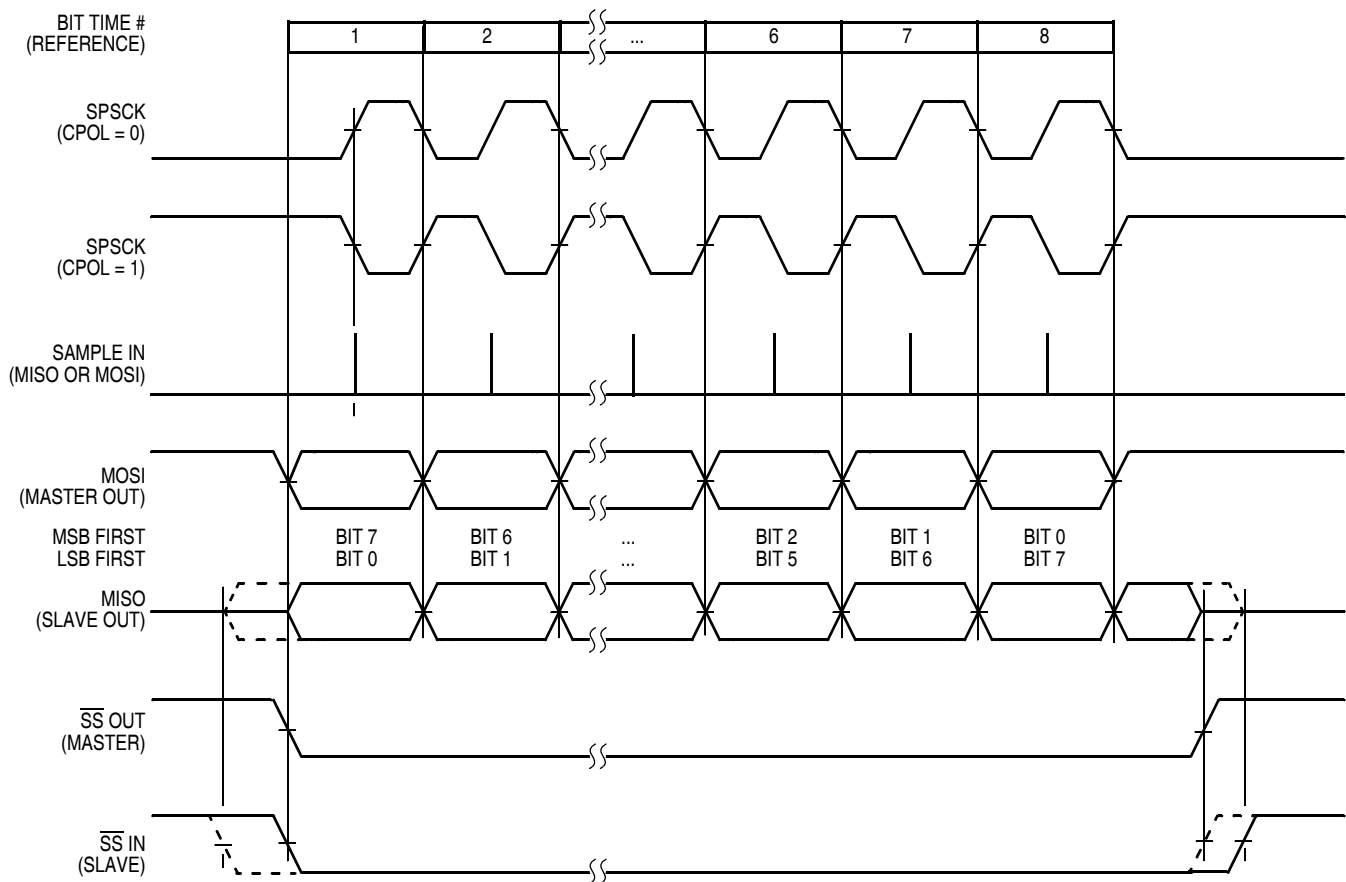 BIT TIME #
(REFERENCE)
1 2 ... 6 7 8
SPSCK
(CPOL = 0)
SPSCK
(CPOL = 1)
SAMPLE IN
(MISO OR MOSI)
MOSI
(MASTER OUT)
MSB FIRST BIT 7 BIT 6 ... BIT 2 BIT 1 BIT 0
LSB FIRST BIT 0 BIT 1 ... BIT 5 BIT 6 BIT 7
MISO
(SLAVE OUT)
S̅S̅ OUT
(MASTER)
S̅S̅ IN
(SLAVE)